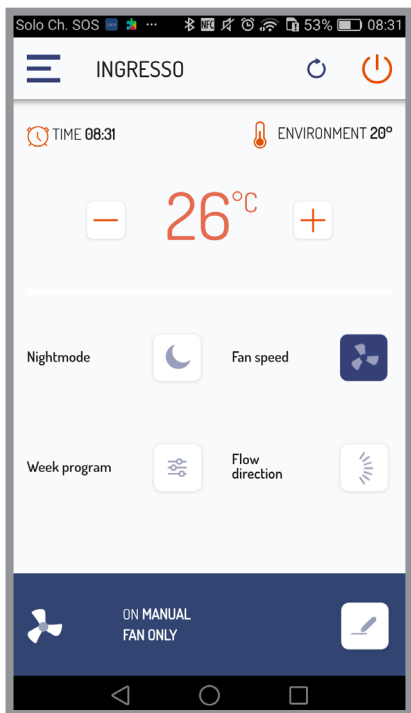 Solo Ch. SOS ... NFC 53% 08:31
INGRESSO
TIME 08:31 ENVIRONMENT 20°
26°C
Nightmode Fan speed
Week program Flow
direction
ON MANUAL
FAN ONLY